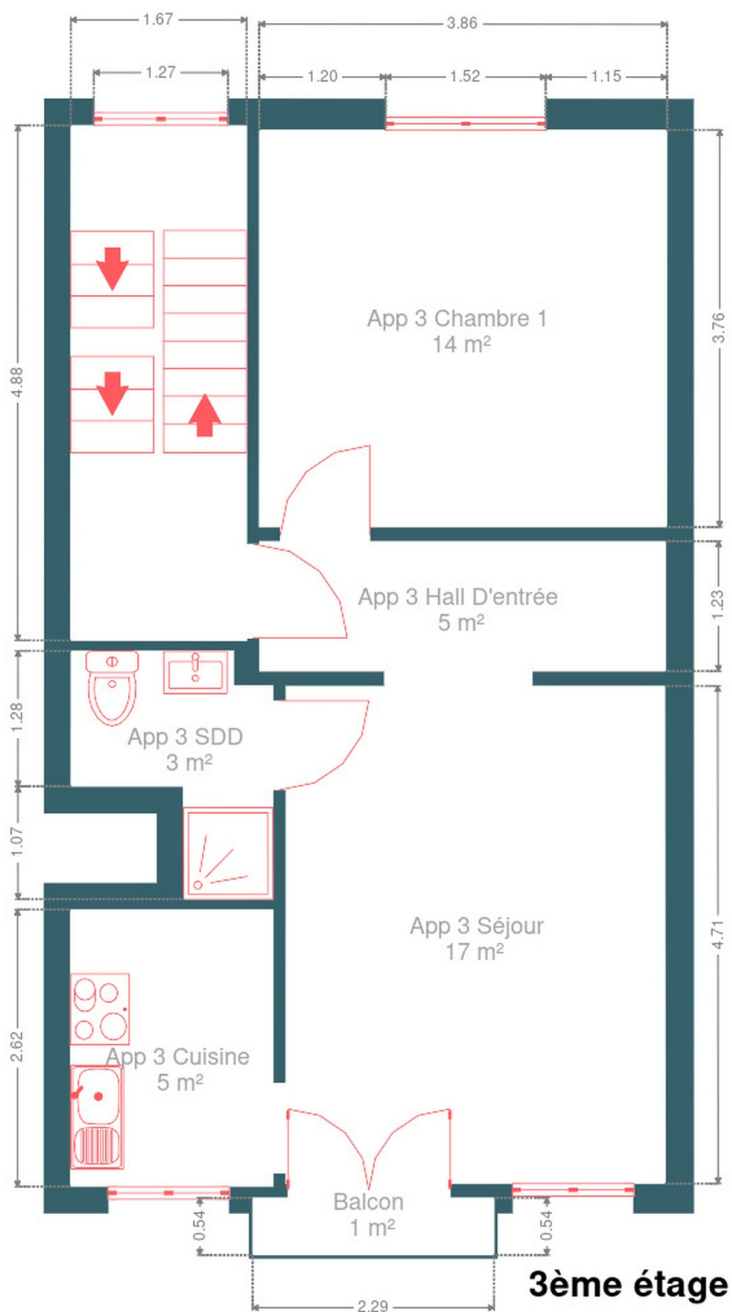 1.67
3.86
1.27
1.20
1.52
1.15
4.88
3.76
App 3 Chambre 1
14 m²
App 3 Hall D'entrée
5 m²
1.23
1.28
App 3 SDD
3 m²
1.07
App 3 Séjour
17 m²
4.71
2.62
App 3 Cuisine
5 m²
0.54
Balcon
1 m²
0.54
2.29
3ème étage